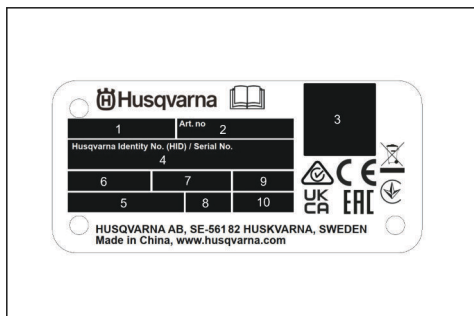 Husqvarna
1
Art. no 2
3
Husqvarna Identity No. (HID) / Serial No.
4
6 7 9
5 8 10
CE
UK
CA EAC
HUSQVARNA AB, SE-561 82 HUSKVARNA, SWEDEN
Made in China, www.husqvarna.com